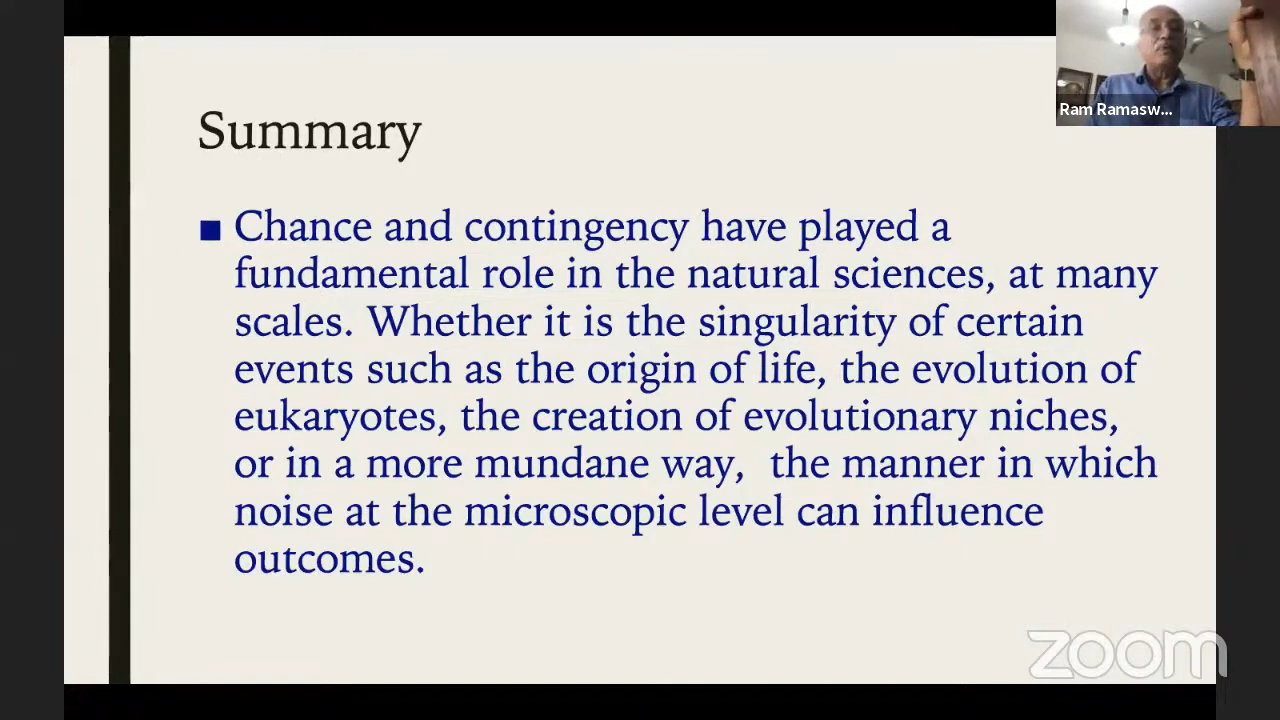 Summary
■ Chance and contingency have played a
fundamental role in the natural sciences, at many
scales. Whether it is the singularity of certain
events such as the origin of life, the evolution of
eukaryotes, the creation of evolutionary niches,
or in a more mundane way,  the manner in which
noise at the microscopic level can influence
outcomes.
Ram Ramasw...
zoom